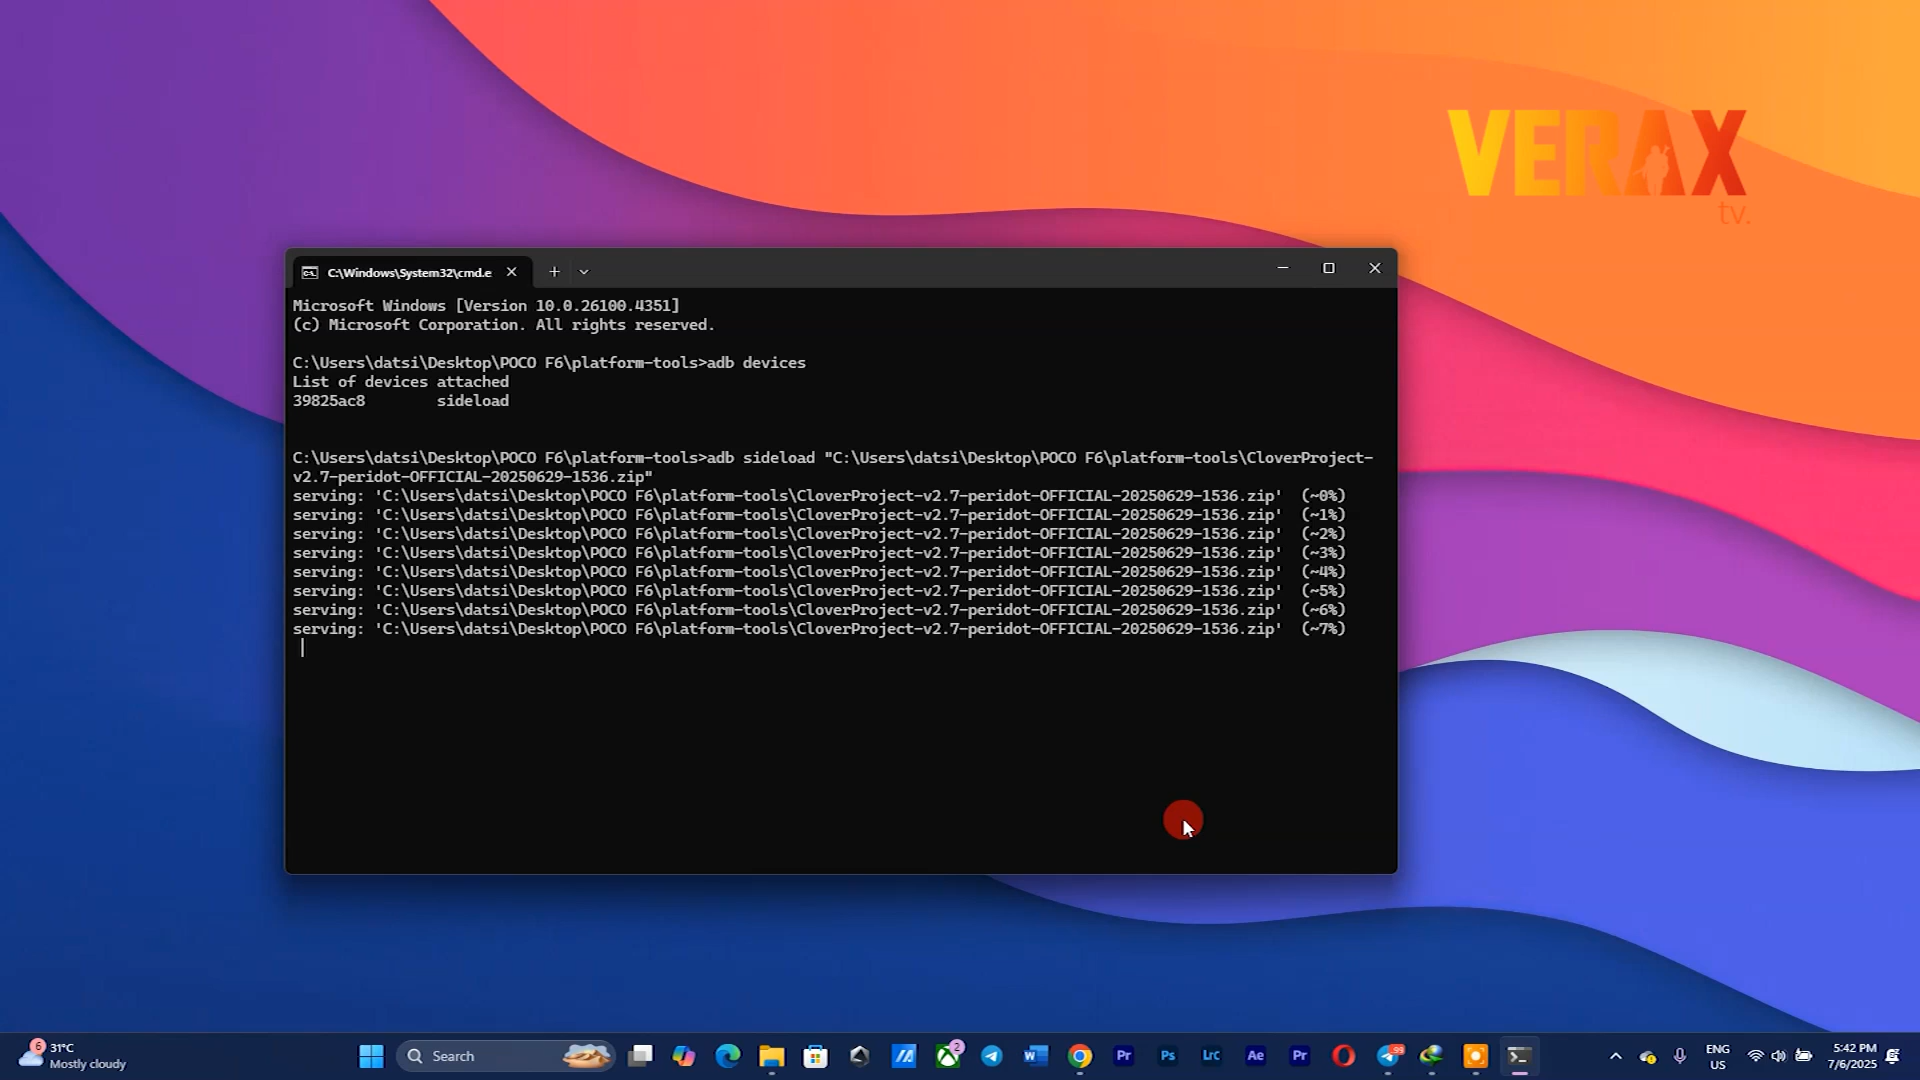 VERAX
tv.
C:\Windows\System32\cmd.e
Microsoft Windows [Version 10.0.26100.4351]
(c) Microsoft Corporation. All rights reserved.
C:\Users\datsi\Desktop\POCO F6\platform-tools>adb devices
List of devices attached
39825ac8 sideload
C:\Users\datsi\Desktop\POCO F6\platform-tools>adb sideload "C:\Users\datsi\Desktop\POCO F6\platform-tools\CloverProject-
v2.7-peridot-OFFICIAL-20250629-1536.zip"
serving: 'C:\Users\datsi\Desktop\POCO F6\platform-tools\CloverProject-v2.7-peridot-OFFICIAL-20250629-1536.zip' (~0%)
serving: 'C:\Users\datsi\Desktop\POCO F6\platform-tools\CloverProject-v2.7-peridot-OFFICIAL-20250629-1536.zip' (~1%)
serving: 'C:\Users\datsi\Desktop\POCO F6\platform-tools\CloverProject-v2.7-peridot-OFFICIAL-20250629-1536.zip' (~2%)
serving: 'C:\Users\datsi\Desktop\POCO F6\platform-tools\CloverProject-v2.7-peridot-OFFICIAL-20250629-1536.zip' (~3%)
serving: 'C:\Users\datsi\Desktop\POCO F6\platform-tools\CloverProject-v2.7-peridot-OFFICIAL-20250629-1536.zip' (~4%)
serving: 'C:\Users\datsi\Desktop\POCO F6\platform-tools\CloverProject-v2.7-peridot-OFFICIAL-20250629-1536.zip' (~5%)
serving: 'C:\Users\datsi\Desktop\POCO F6\platform-tools\CloverProject-v2.7-peridot-OFFICIAL-20250629-1536.zip' (~6%)
serving: 'C:\Users\datsi\Desktop\POCO F6\platform-tools\CloverProject-v2.7-peridot-OFFICIAL-20250629-1536.zip' (~7%)
6 31°C
Mostly cloudy
Search
2
Pr Ps LrC Ae Pr
99
ENG
US
5:42 PM
7/6/2025